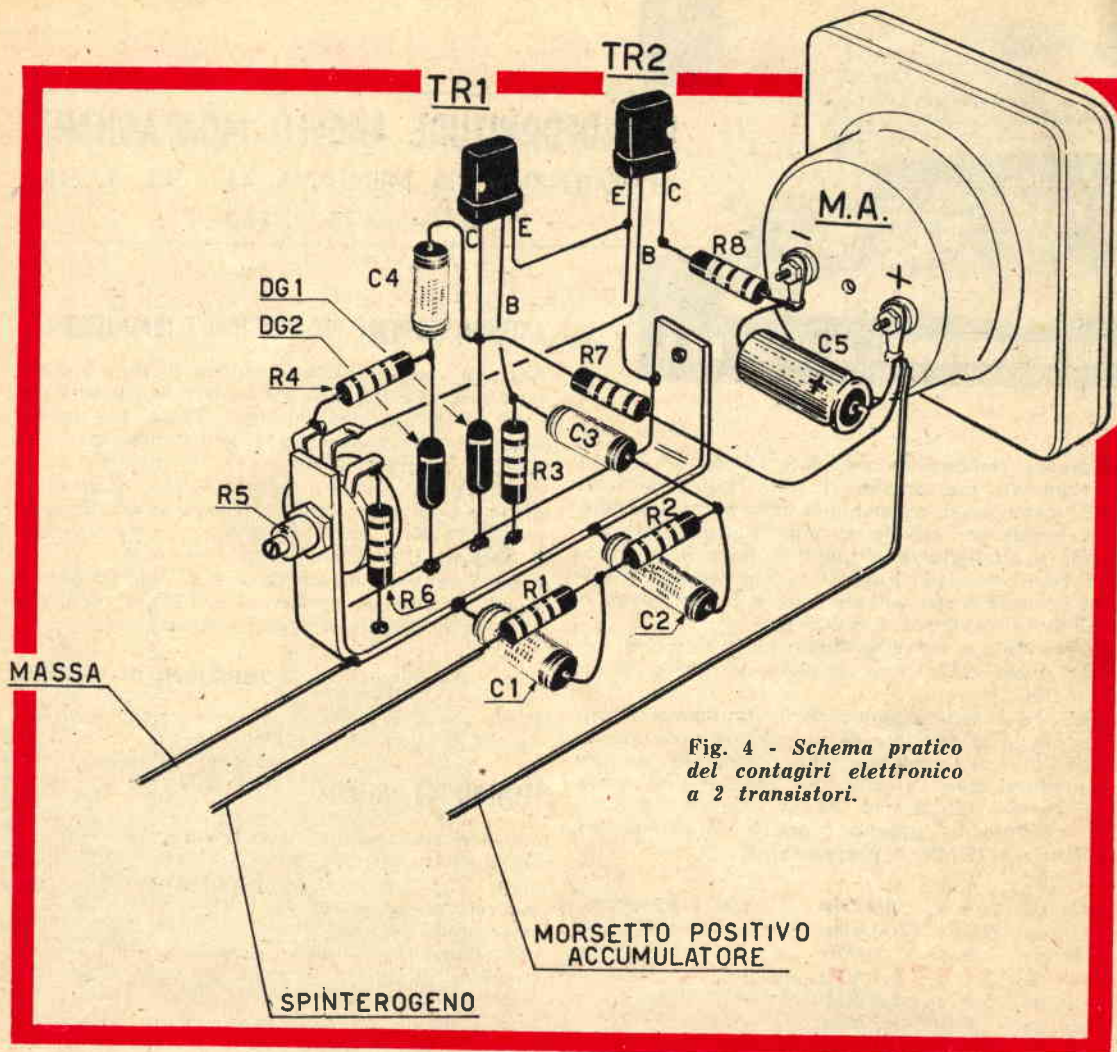 TR1
TR2
E
C
B
C
E
B
M.A.
-
+
R8
C4
DG1
DG2
R4
R7
C5
+
C3
R3
R5
R2
R6
R1
C2
C1
MASSA
Fig. 4 - Schema pratico
del contagiri elettronico
a 2 transistori.
MORSETTO POSITIVO
ACCUMULATORE
SPINTEROGENO